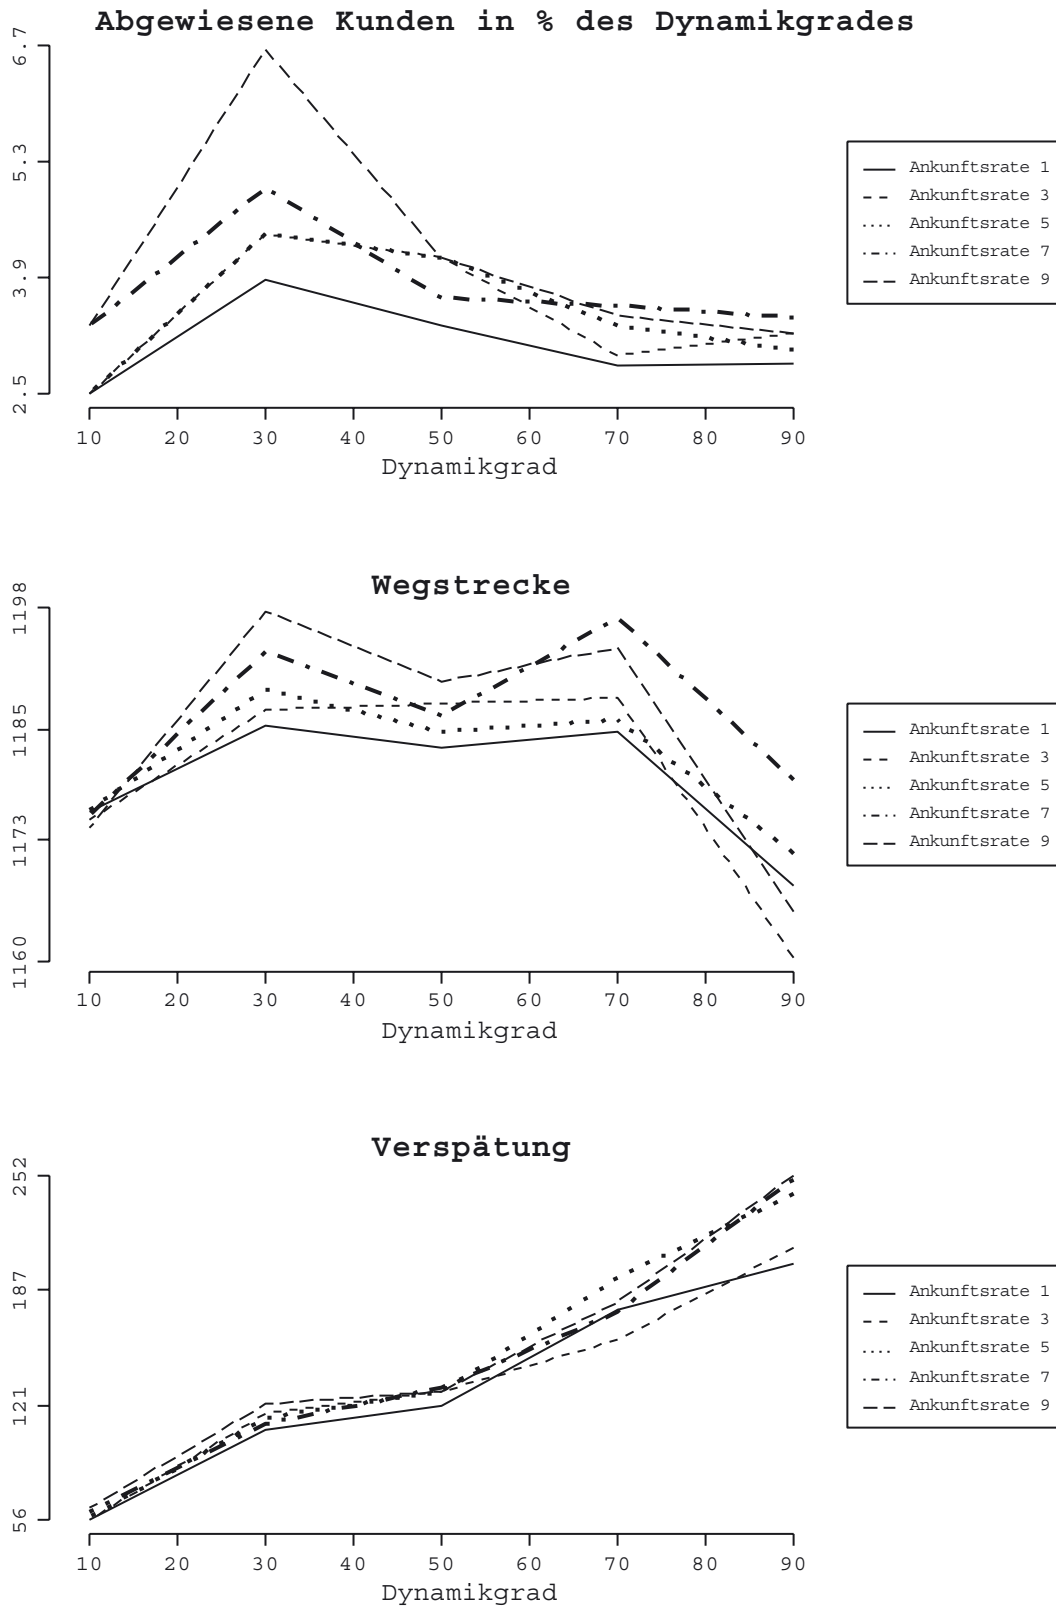 Abgewiesene Kunden in % des Dynamikgrades
6.7
5.3
3.9
2.5
10 20 30 40 50 60 70 80 90
Dynamikgrad
Ankunftsrate 1
Ankunftsrate 3
Ankunftsrate 5
Ankunftsrate 7
Ankunftsrate 9
Wegstrecke
1198
1185
1173
1160
10 20 30 40 50 60 70 80 90
Dynamikgrad
Ankunftsrate 1
Ankunftsrate 3
Ankunftsrate 5
Ankunftsrate 7
Ankunftsrate 9
Verspätung
252
187
121
56
10 20 30 40 50 60 70 80 90
Dynamikgrad
Ankunftsrate 1
Ankunftsrate 3
Ankunftsrate 5
Ankunftsrate 7
Ankunftsrate 9